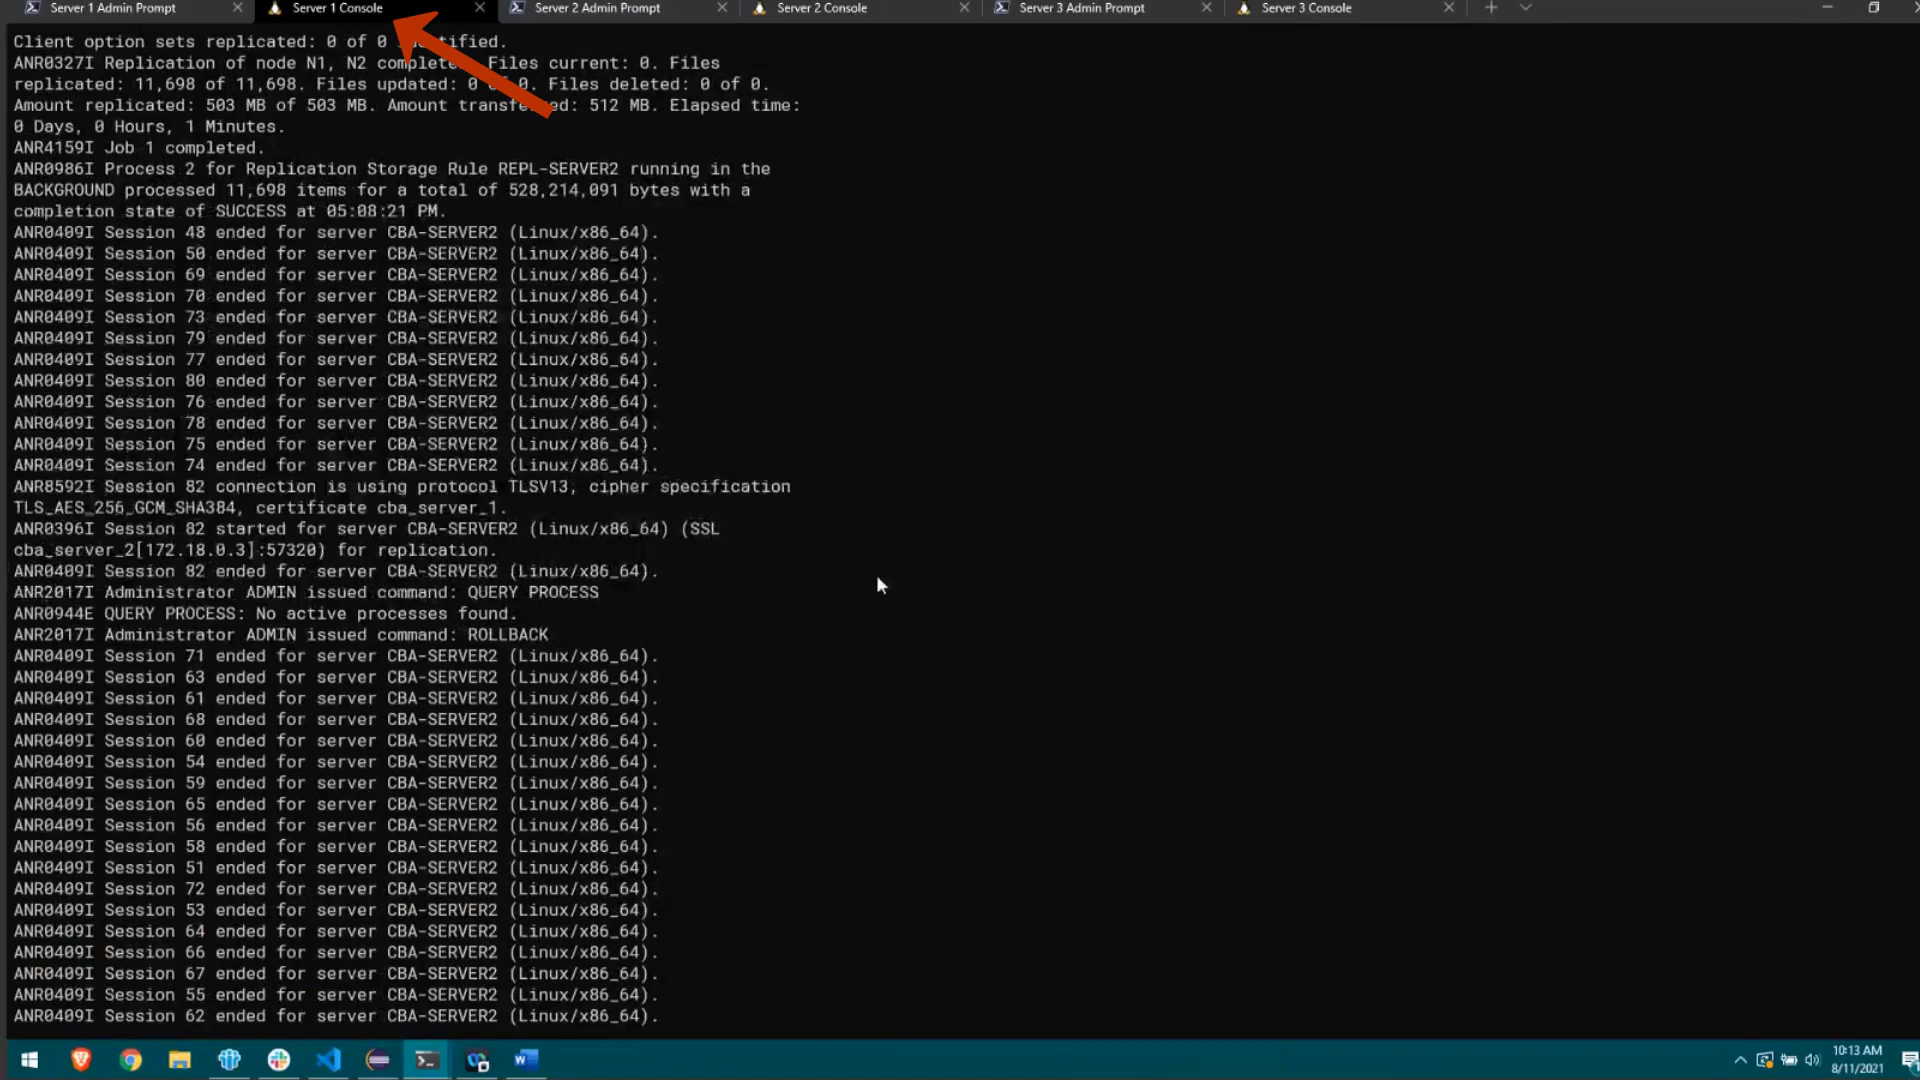 Server 1 Admin Prompt
Server 1 Console
Server 2 Admin Prompt
Server 2 Console
Server 3 Admin Prompt
Server 3 Console
Client option sets replicated: 0 of 0
ANR0327I Replication of node N1, N2 Files current: 0. Files
replicated: 11,698 of 11,698. Files updated: 0 0. Files deleted: 0 of 0.
Amount replicated: 503 MB of 503 MB. Amount 512 MB. Elapsed time:
0 Days, 0 Hours, 1 Minutes.
ANR4159I Job 1 completed.
ANR0986I Process 2 for Replication Storage Rule REPL-SERVER2 running in the
BACKGROUND processed 11,698 items for a total of 528,214,091 bytes with a
completion state of SUCCESS at 05:08:21 PM.
ANR0409I Session 48 ended for server CBA-SERVER2 (Linux/x86_64).
ANR0409I Session 50 ended for server CBA-SERVER2 (Linux/x86_64).
ANR0409I Session 69 ended for server CBA-SERVER2 (Linux/x86_64).
ANR0409I Session 70 ended for server CBA-SERVER2 (Linux/x86_64).
ANR0409I Session 73 ended for server CBA-SERVER2 (Linux/x86_64).
ANR0409I Session 79 ended for server CBA-SERVER2 (Linux/x86_64).
ANR0409I Session 77 ended for server CBA-SERVER2 (Linux/x86_64).
ANR0409I Session 80 ended for server CBA-SERVER2 (Linux/x86_64).
ANR0409I Session 76 ended for server CBA-SERVER2 (Linux/x86_64).
ANR0409I Session 78 ended for server CBA-SERVER2 (Linux/x86_64).
ANR0409I Session 75 ended for server CBA-SERVER2 (Linux/x86_64).
ANR0409I Session 74 ended for server CBA-SERVER2 (Linux/x86_64).
ANR8592I Session 82 connection is using protocol TLSV13, cipher specification
TLS_AES_256_GCM_SHA384, certificate cba_server_1.
ANR0396I Session 82 started for server CBA-SERVER2 (Linux/x86_64) (SSL
cba_server_2[172.18.0.3]:57320) for replication.
ANR0409I Session 82 ended for server CBA-SERVER2 (Linux/x86_64).
ANR2017I Administrator ADMIN issued command: QUERY PROCESS
ANR0944E QUERY PROCESS: No active processes found.
ANR2017I Administrator ADMIN issued command: ROLLBACK
ANR0409I Session 71 ended for server CBA-SERVER2 (Linux/x86_64).
ANR0409I Session 63 ended for server CBA-SERVER2 (Linux/x86_64).
ANR0409I Session 61 ended for server CBA-SERVER2 (Linux/x86_64).
ANR0409I Session 68 ended for server CBA-SERVER2 (Linux/x86_64).
ANR0409I Session 60 ended for server CBA-SERVER2 (Linux/x86_64).
ANR0409I Session 54 ended for server CBA-SERVER2 (Linux/x86_64).
ANR0409I Session 59 ended for server CBA-SERVER2 (Linux/x86_64).
ANR0409I Session 65 ended for server CBA-SERVER2 (Linux/x86_64).
ANR0409I Session 56 ended for server CBA-SERVER2 (Linux/x86_64).
ANR0409I Session 58 ended for server CBA-SERVER2 (Linux/x86_64).
ANR0409I Session 51 ended for server CBA-SERVER2 (Linux/x86_64).
ANR0409I Session 72 ended for server CBA-SERVER2 (Linux/x86_64).
ANR0409I Session 53 ended for server CBA-SERVER2 (Linux/x86_64).
ANR0409I Session 64 ended for server CBA-SERVER2 (Linux/x86_64).
ANR0409I Session 66 ended for server CBA-SERVER2 (Linux/x86_64).
ANR0409I Session 67 ended for server CBA-SERVER2 (Linux/x86_64).
ANR0409I Session 55 ended for server CBA-SERVER2 (Linux/x86_64).
ANR0409I Session 62 ended for server CBA-SERVER2 (Linux/x86_64).
10:13 AM
8/11/2021